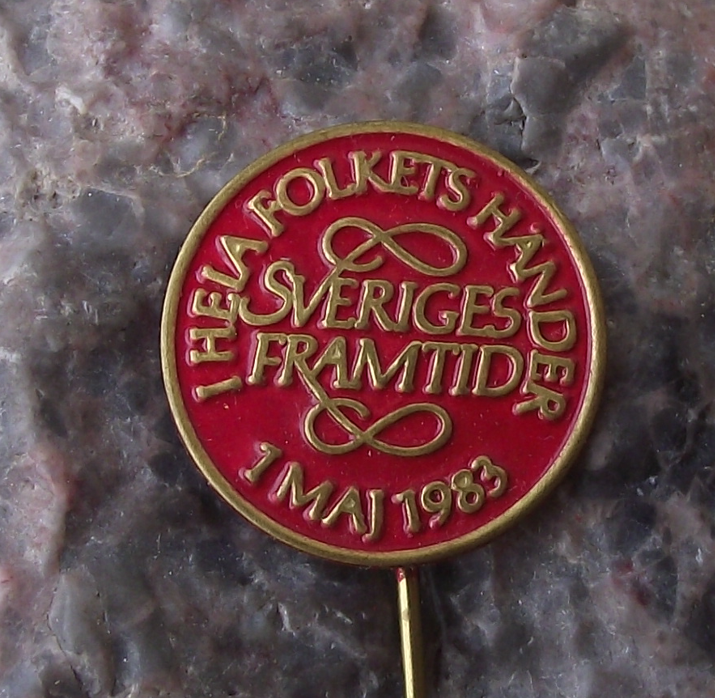 I HELA FOLKETS HÄNDER
SVERIGES
FRAMTID
1 MAJ 1983